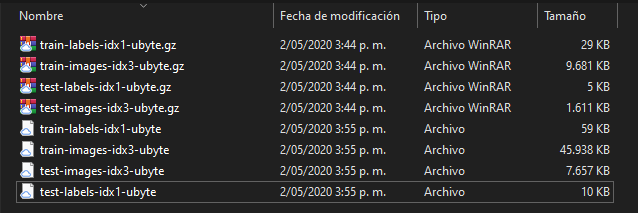 Nombre Fecha de modificación Tipo Tamaño
train-labels-idx1-ubyte.gz 2/05/2020 3:44 p. m. Archivo WinRAR 29 KB
train-images-idx3-ubyte.gz 2/05/2020 3:44 p. m. Archivo WinRAR 9.681 KB
test-labels-idx1-ubyte.gz 2/05/2020 3:44 p. m. Archivo WinRAR 5 KB
test-images-idx3-ubyte.gz 2/05/2020 3:44 p. m. Archivo WinRAR 1.611 KB
train-labels-idx1-ubyte 2/05/2020 3:55 p. m. Archivo 59 KB
train-images-idx3-ubyte 2/05/2020 3:55 p. m. Archivo 45.938 KB
test-images-idx3-ubyte 2/05/2020 3:55 p. m. Archivo 7.657 KB
test-labels-idx1-ubyte 2/05/2020 3:55 p. m. Archivo 10 KB